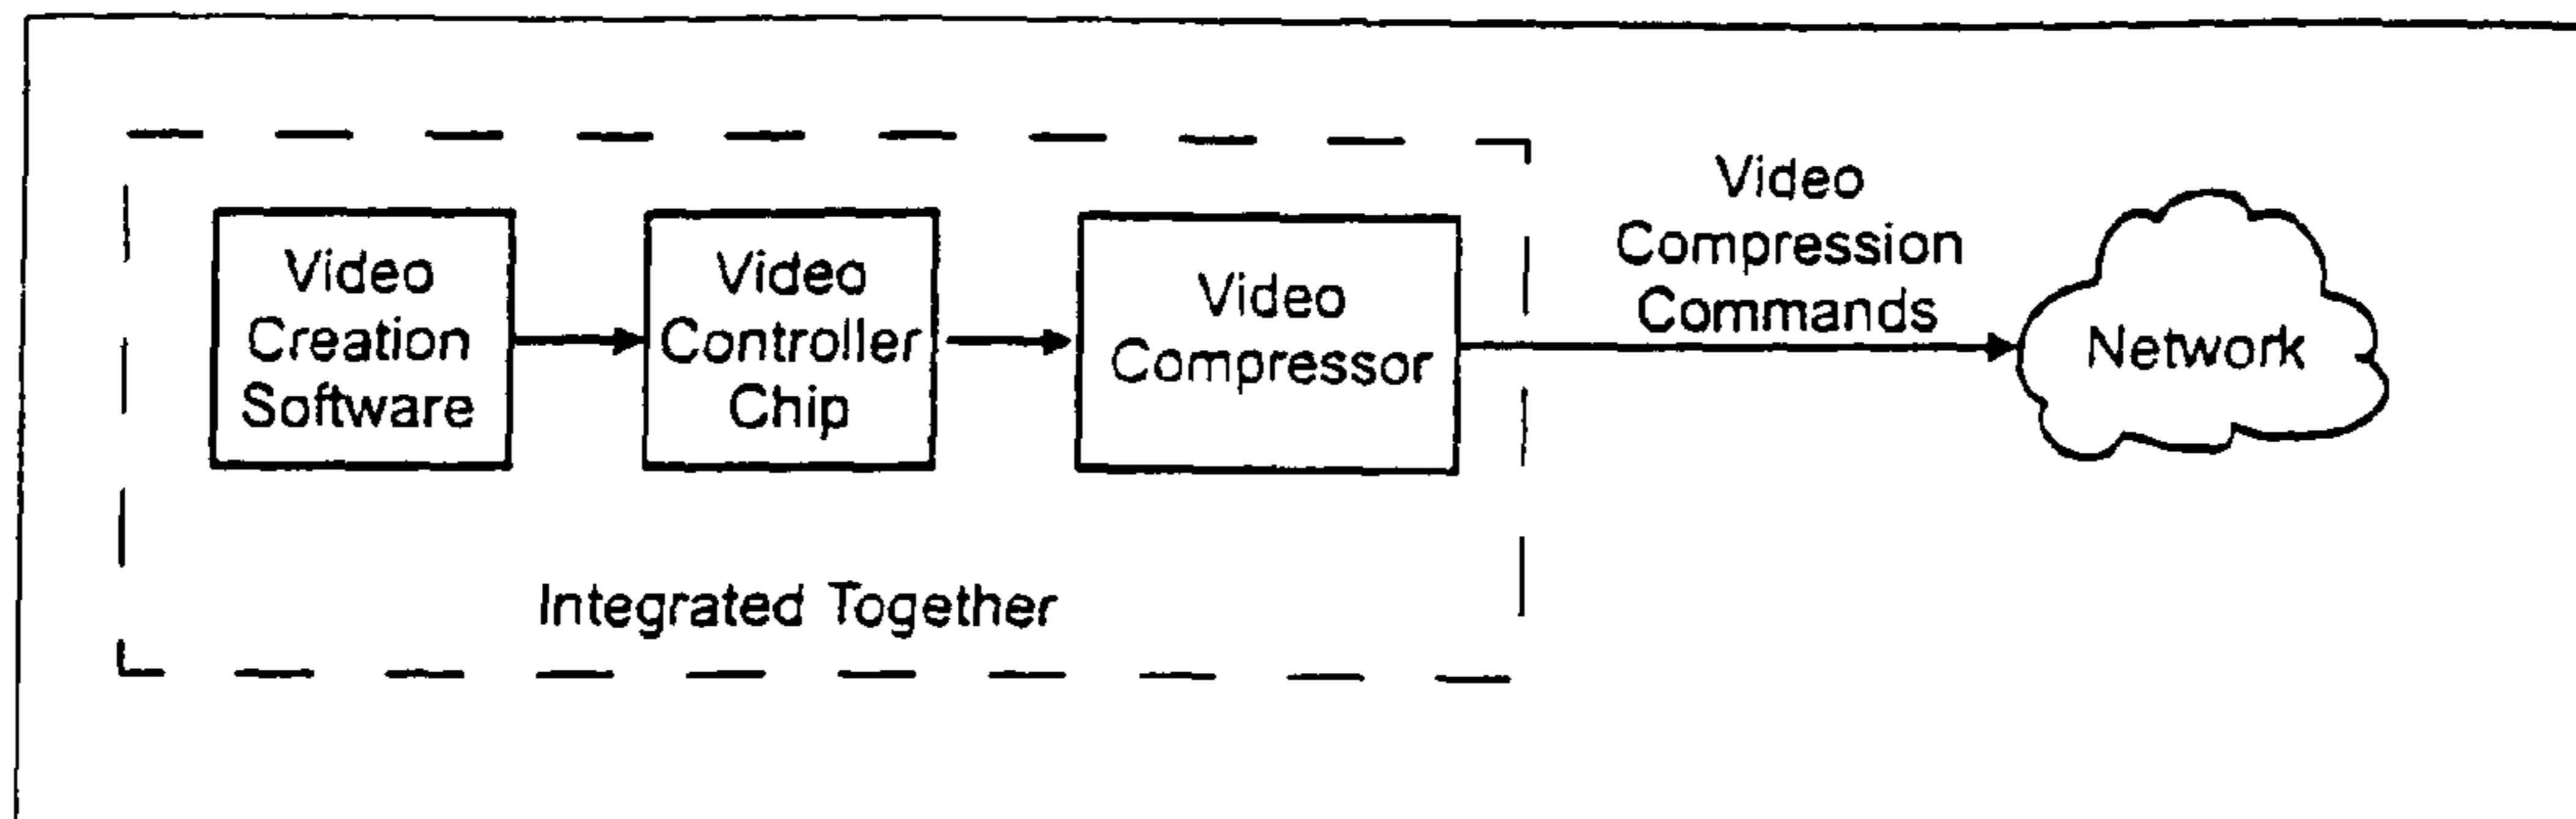 Video
Creation
Software
Video
Controller
Chip
Video
Compressor
Video
Compression
Commands
Network
Integrated Together